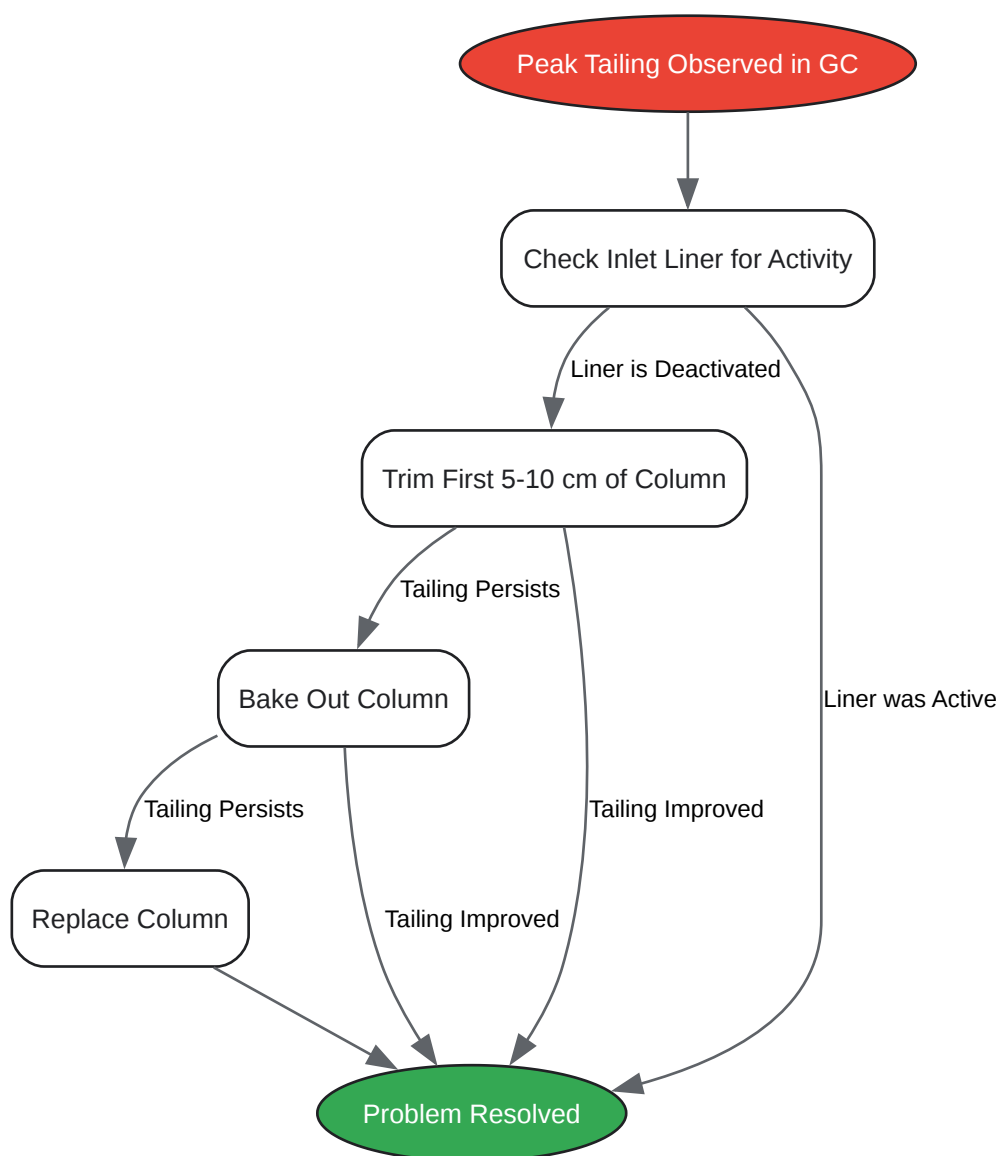 Peak Tailing Observed in GC
Check Inlet Liner for Activity
Liner is Deactivated
Trim First 5-10 cm of Column
Tailing Persists
Bake Out Column
Liner was Active
Tailing Persists
Tailing Improved
Replace Column
Tailing Improved
Problem Resolved